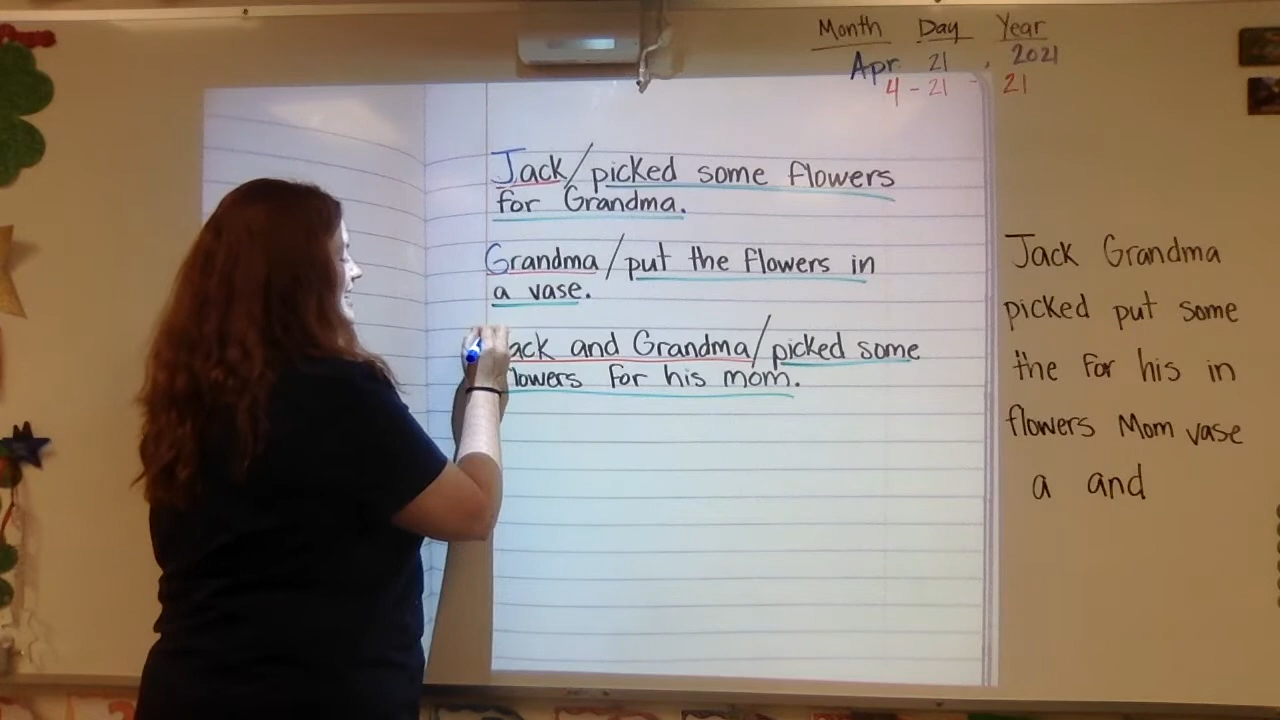 Month Day Year
Apr. 21, 2021
4 - 21 - 21
Jack/picked some flowers
for Grandma.
Grandma/put the flowers in
a vase.
ack and Grandma/picked some
lowers for his mom.
Jack Grandma
picked put some
the for his in
flowers Mom vase
a and